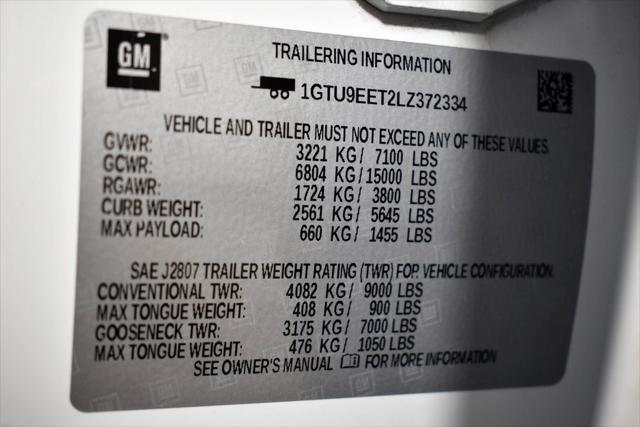 GM
TRAILERING INFORMATION
1GTU9EET2LZ372334
VEHICLE AND TRAILER MUST NOT EXCEED ANY OF THESE VALUES.
GVWR: 3221 KG/ 7100 LBS
GCWR: 6804 KG/15000 LBS
RGAWR: 1724 KG/ 3800 LBS
CURB WEIGHT: 2561 KG/ 5645 LBS
MAX PAYLOAD: 660 KG/ 1455 LBS
SAE J2807 TRAILER WEIGHT RATING (TWR) FOR VEHICLE CONFIGURATION.
CONVENTIONAL TWR: 4082 KG/ 9000 LBS
MAX TONGUE WEIGHT: 408 KG/ 900 LBS
GOOSENECK TWR: 3175 KG/ 7000 LBS
MAX TONGUE WEIGHT: 476 KG/ 1050 LBS
SEE OWNER'S MANUAL FOR MORE INFORMATION